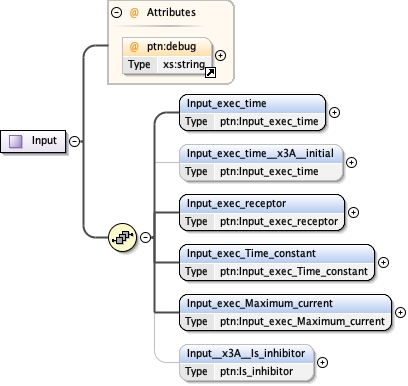 @ Attributes
@ ptn:debug
Type xs:string
Input
Input_exec_time
Type ptn:Input_exec_time
Input_exec_time__x3A__initial
Type ptn:Input_exec_time
Input_exec_receptor
Type ptn:Input_exec_receptor
Input_exec_Time_constant
Type ptn:Input_exec_Time_constant
Input_exec_Maximum_current
Type ptn:Input_exec_Maximum_current
Input__x3A__Is_inhibitor
Type ptn:Is_inhibitor